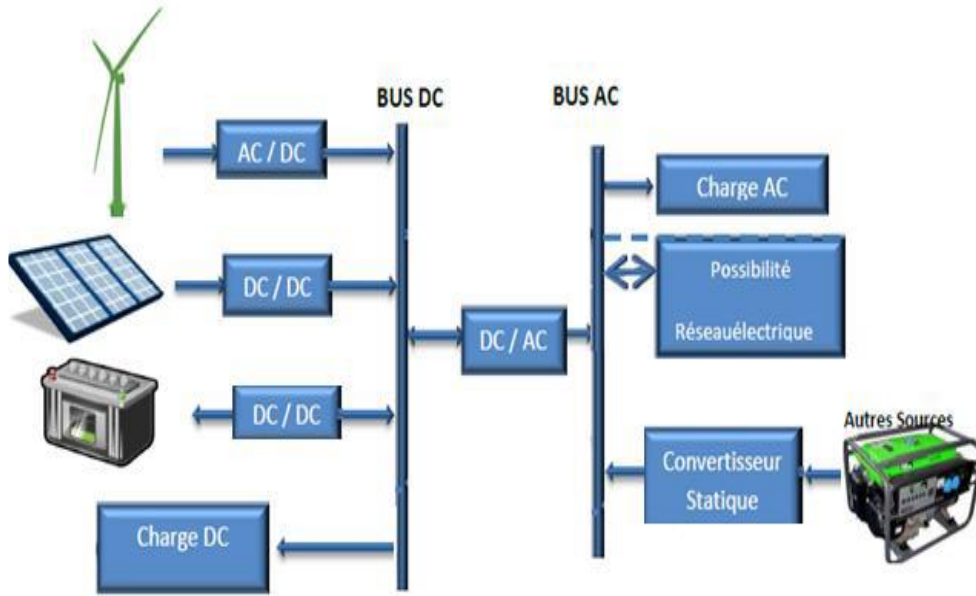 BUS DC
BUS AC
AC / DC
Charge AC
Possibilité
Réseauélectrique
DC / DC
DC / AC
DC / DC
Autres Sources
Convertisseur
Statique
Charge DC